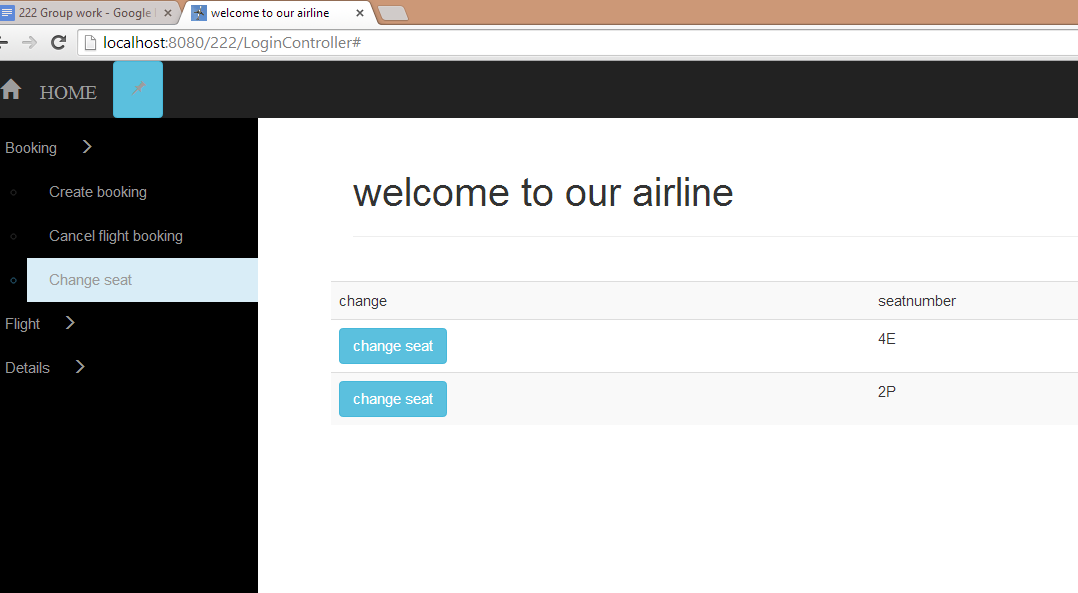 222 Group work - Google
welcome to our airline
localhost:8080/222/LoginController#
HOME
Booking
Create booking
Cancel flight booking
Change seat
Flight
Details
welcome to our airline
change seatnumber
change seat 4E
change seat 2P